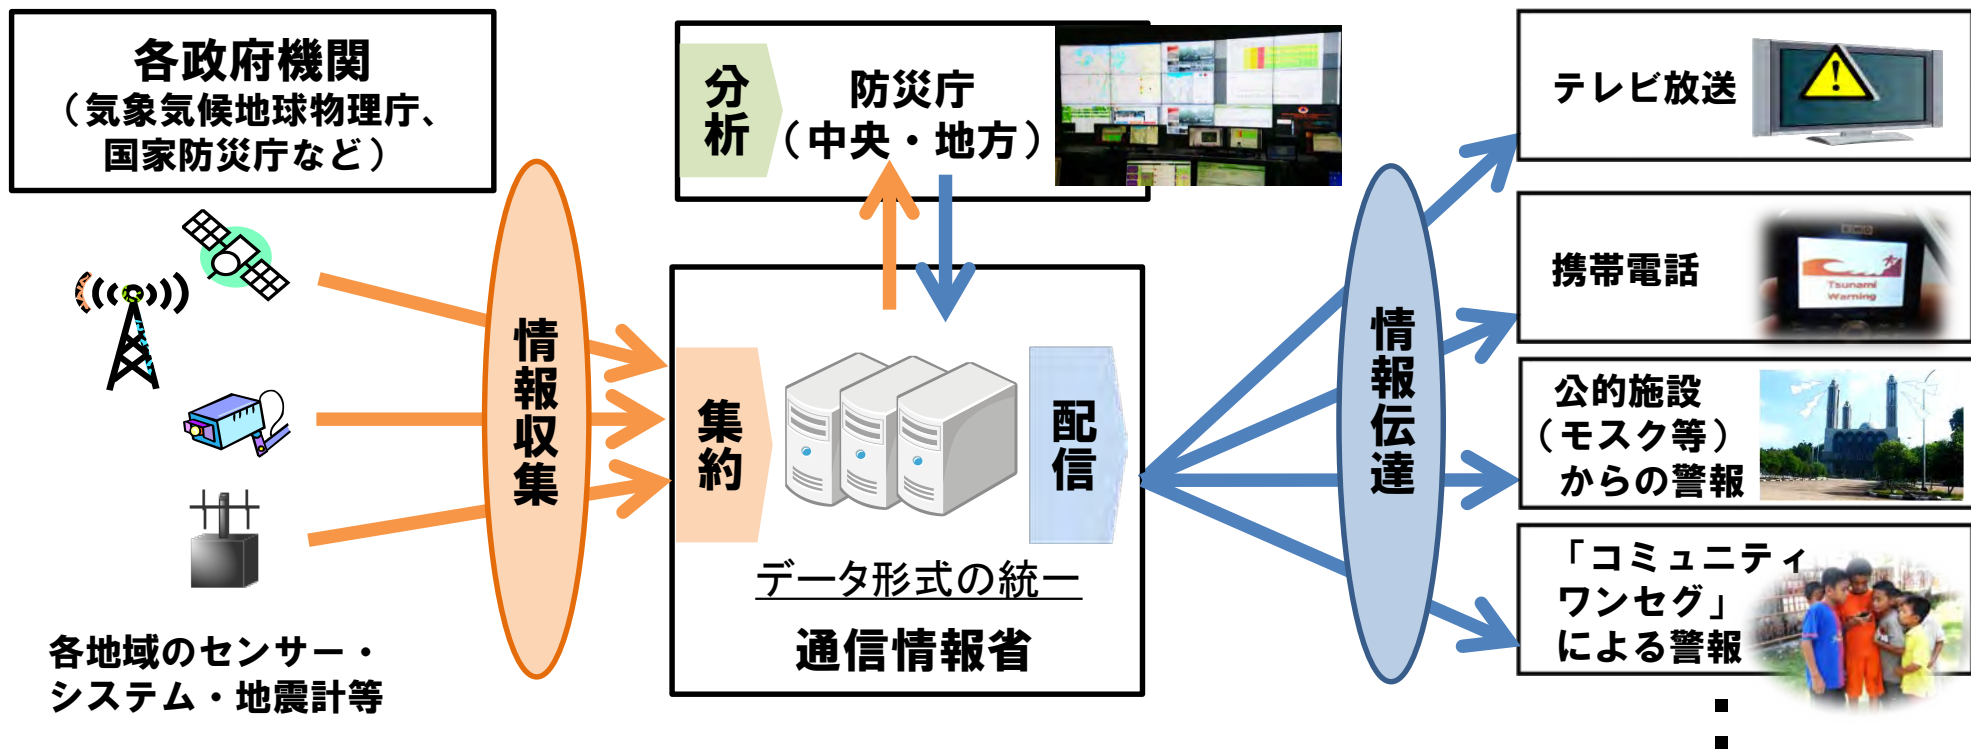 各政府機関
（気象気候地球物理庁、
国家防災庁など）
各地域のセンサー・
システム・地震計等
情報収集
分析
防災庁
（中央・地方）
集約
配信
データ形式の統一
通信情報省
情報伝達
テレビ放送
携帯電話
Tsunami
Warning
公的施設
（モスク等）
からの警報
「コミュニティ
ワンセグ」
による警報